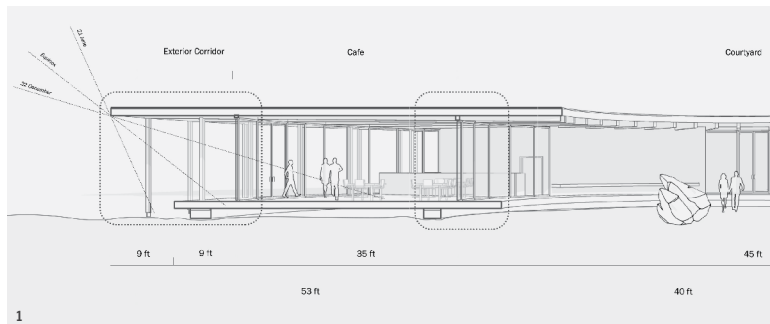 21 June
Equinox
22 December
Exterior Corridor
Cafe
Courtyard
9 ft
9 ft
35 ft
45 ft
53 ft
40 ft
1